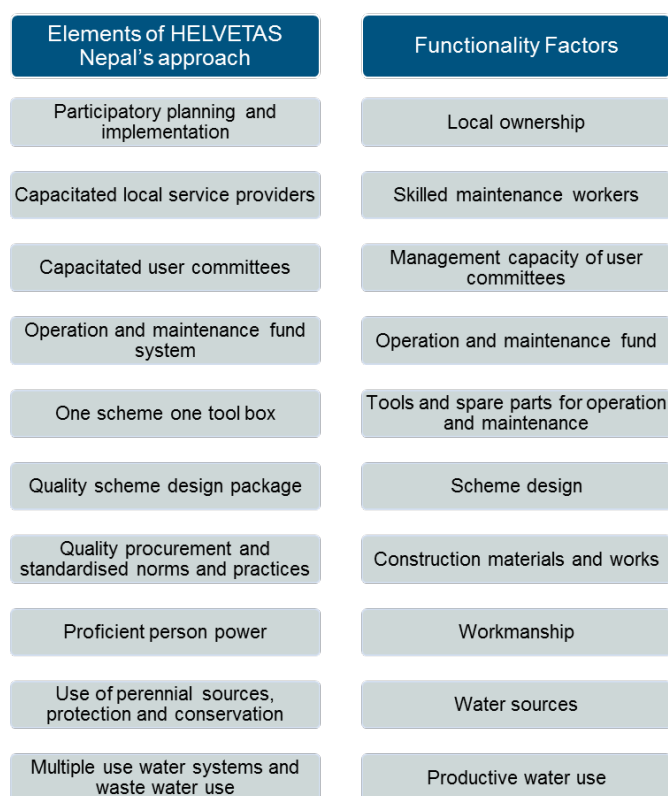 Elements of HELVETAS
Nepal's approach
Functionality Factors
Participatory planning and
implementation
Local ownership
Capacitated local service providers
Skilled maintenance workers
Capacitated user committees
Management capacity of user
committees
Operation and maintenance fund
system
Operation and maintenance fund
One scheme one tool box
Tools and spare parts for operation
and maintenance
Quality scheme design package
Scheme design
Quality procurement and
standardised norms and practices
Construction materials and works
Proficient person power
Workmanship
Use of perennial sources,
protection and conservation
Water sources
Multiple use water systems and
waste water use
Productive water use